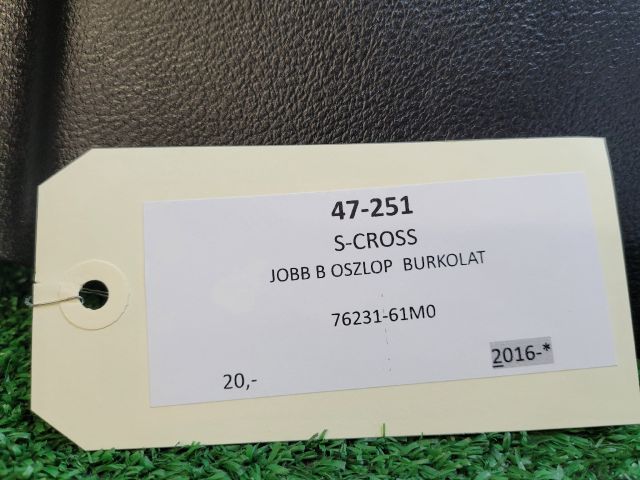 47-251
S-CROSS
JOBB B OSZLOP BURKOLAT
76231-61M0
2016-*
20,-